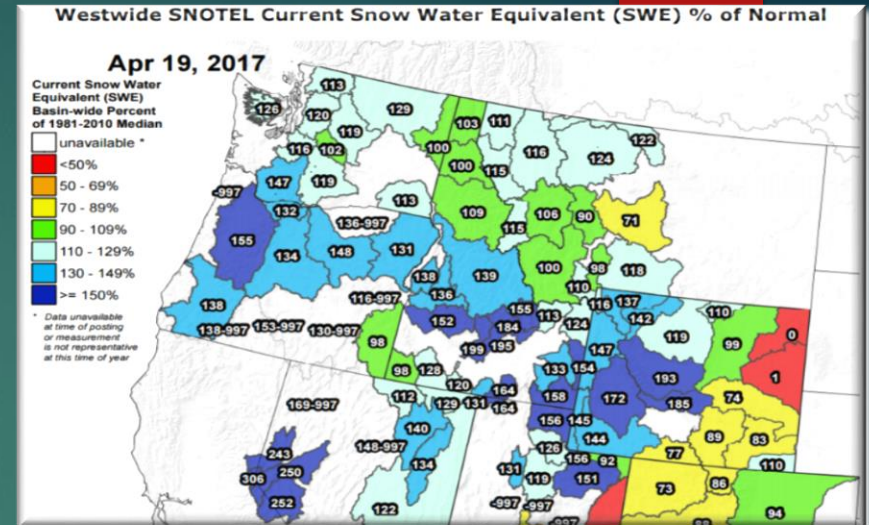 Westwide SNOTEL Current Snow Water Equivalent (SWE) % of Normal
Apr 19, 2017
Current Snow Water
Equivalent (SWE)
Basin-wide Percent
of 1981-2010 Median
unavailable *
<50%
50 - 69%
70 - 89%
90 - 109%
110 - 129%
130 - 149%
>= 150%
* Data unavailable
at time of posting
or measurement
is not representative
at this time of year
113
126 120 129 103 111
119 122
116 102 100 116 124
147 119 100 115
-997 113
132 136-997 109 106 90 71
155 115
134 148 131 100 98 118
138 139 110
136 116 137
138 116-997 155 142 110
138-997 153-997 130-997 152 184 113 124 119 99 0
98 199 195 147
98 128 133 154 193 1
120 164 158 172 185 74
169-997 112 129 131 164
140 156 145 89 83
148-997 144 77
243 134 126
306 250 131 156 92 110
252 119 151 73 86
122 -997 -997 94
-997 88